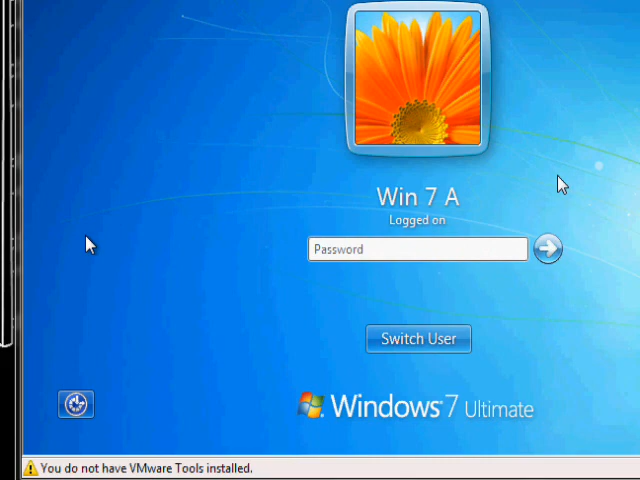 Win 7 A
Logged on
Password
Switch User
Windows 7 Ultimate
You do not have VMware Tools installed.